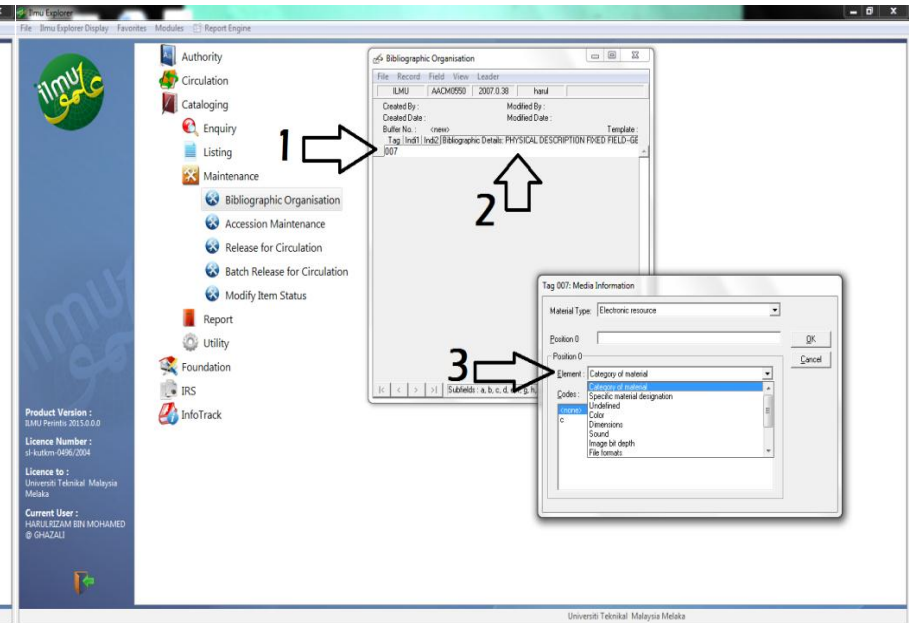 Ilmu Explorer
File Ilmu Explorer Display Favorites Modules Report Engine
ilmu
علمو
Authority
Circulation
Cataloging
Enquiry
Listing
Maintenance
Bibliographic Organisation
Accession Maintenance
Release for Circulation
Batch Release for Circulation
Modify Item Status
Report
Utility
Foundation
IRS
InfoTrack
Product Version :
ILMU Perintis 2015.0.0.0
Licence Number :
sl-kutkm-0496/2004
Licence to :
Universiti Teknikal Malaysia
Melaka
Current User :
HARULRIZAM BIN MOHAMED
@ GHAZALI
1
2
3
Bibliographic Organisation
File Record Field View Leader
ILMU AACM0550 2007.0.38 harul
Created By : Modified By :
Created Date : Modified Date :
Buffer No. : <new> Template :
Tag Indi1 Indi2 Bibliographic Details: PHYSICAL DESCRIPTION FIXED FIELD-GE
007
|< < > >| Subfields : a, b, c, d, e, f, g, h,
Tag 007: Media Information
Material Type: Electronic resource
Position 0 OK
Position 0 Cancel
Element : Category of material
Category of material
Codes : Specific material designation
Undefined
<none> Color
c Dimensions
Sound
Image bit depth
File formats
Universiti Teknikal Malaysia Melaka